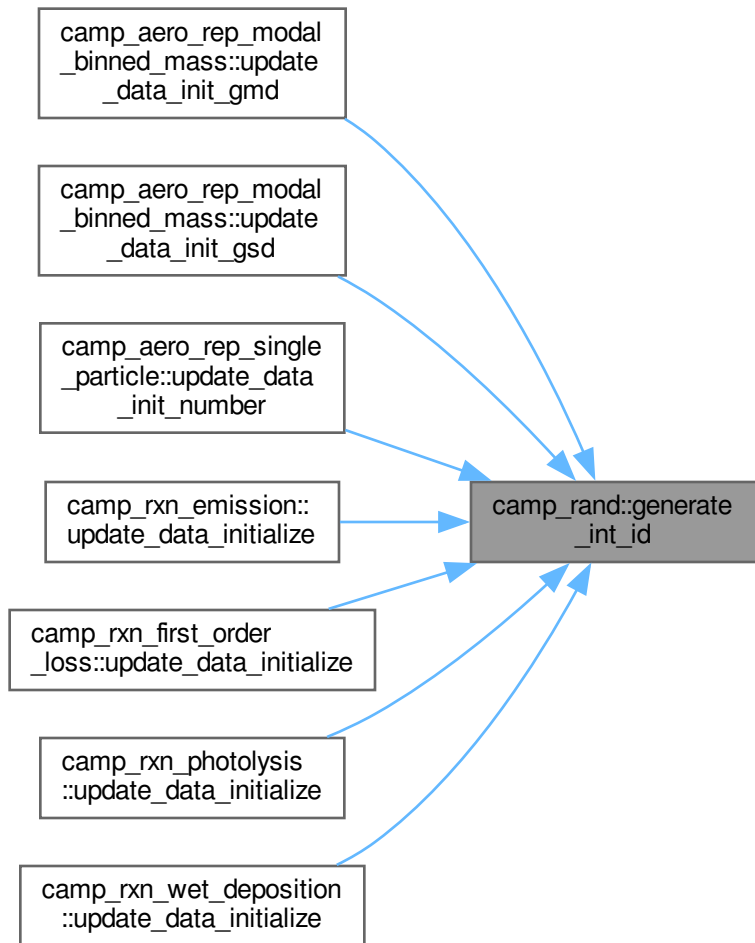 camp_aero_rep_modal
_binned_mass::update
_data_init_gmd
camp_aero_rep_modal
_binned_mass::update
_data_init_gsd
camp_aero_rep_single
_particle::update_data
_init_number
camp_rxn_emission::
update_data_initialize
camp_rand::generate
_int_id
camp_rxn_first_order
_loss::update_data_initialize
camp_rxn_photolysis
::update_data_initialize
camp_rxn_wet_deposition
::update_data_initialize